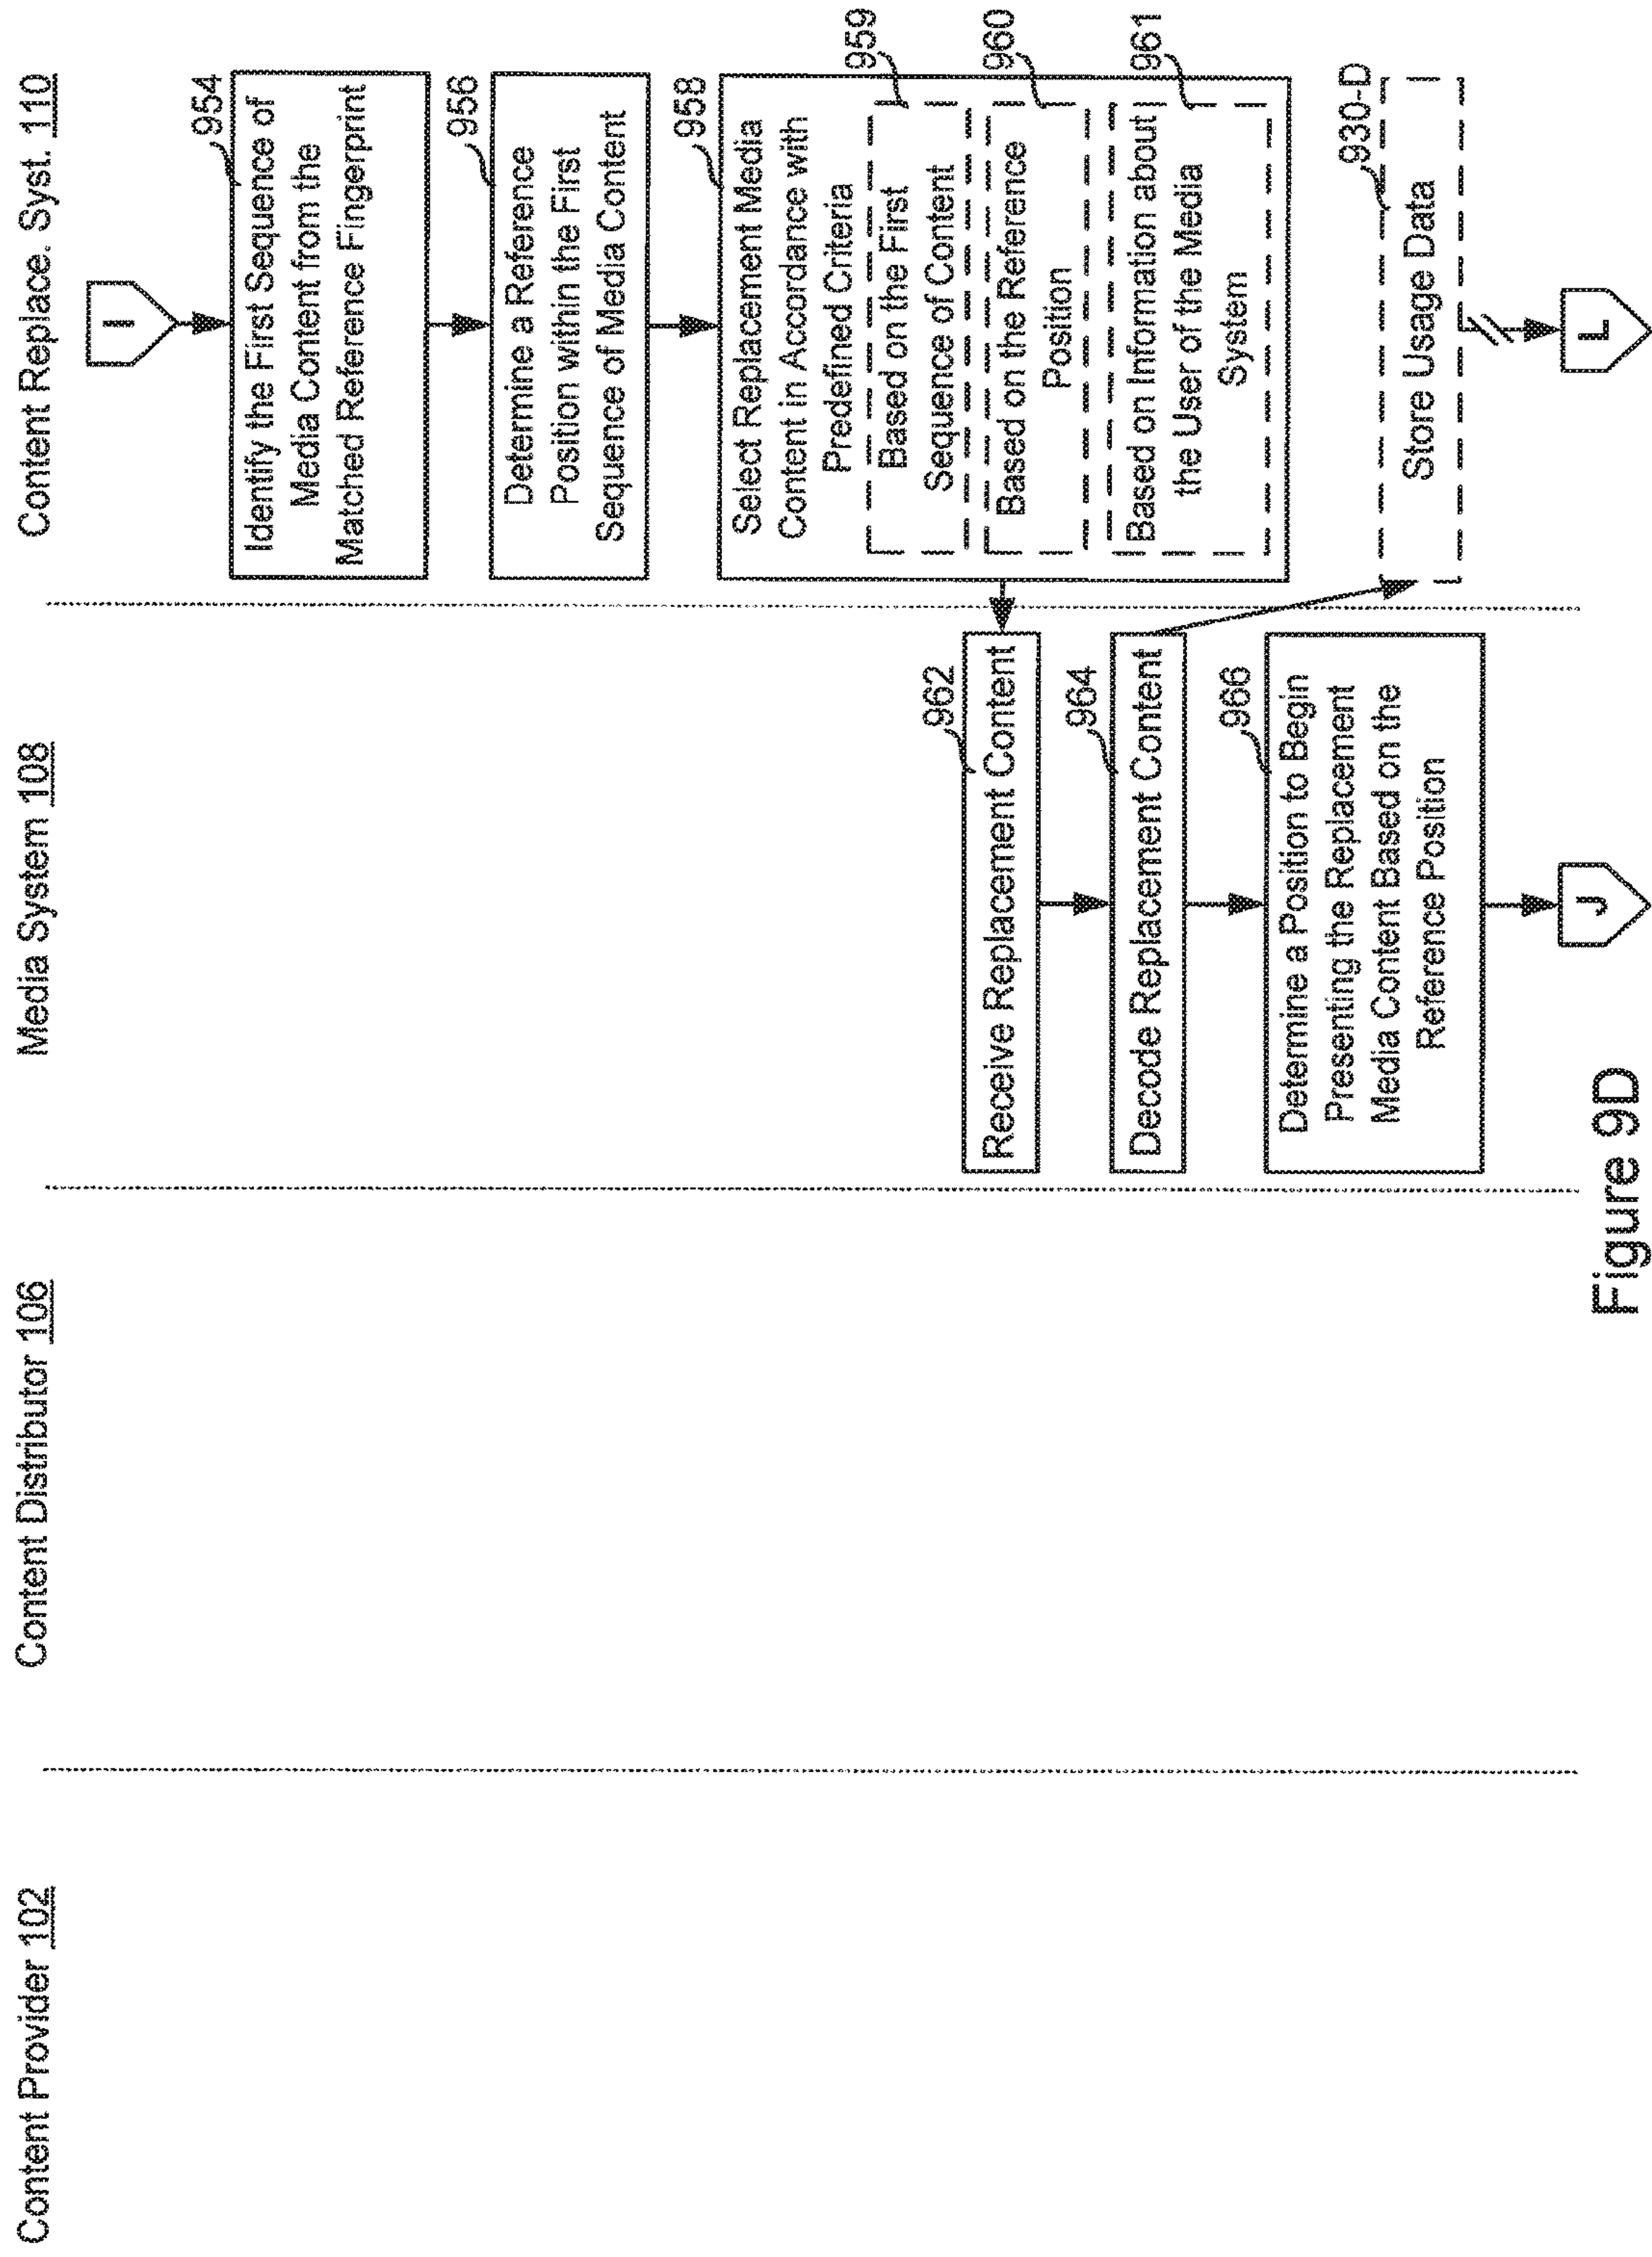 Content Provider 102
Content Distributor 106
Media System 108
Content Replace. Syst. 110
I
954
Identify the First Sequence of
Media Content from the
Matched Reference Fingerprint
956
Determine a Reference
Position within the First
Sequence of Media Content
958
Select Replacement Media
Content in Accordance with
Predefined Criteria
959
Based on the First
Sequence of Content
960
Based on the Reference
Position
961
Based on Information about
the User of the Media
System
962
Receive Replacement Content
964
Decode Replacement Content
966
Determine a Position to Begin
Presenting the Replacement
Media Content Based on the
Reference Position
930-D
Store Usage Data
J
L
Figure 9D